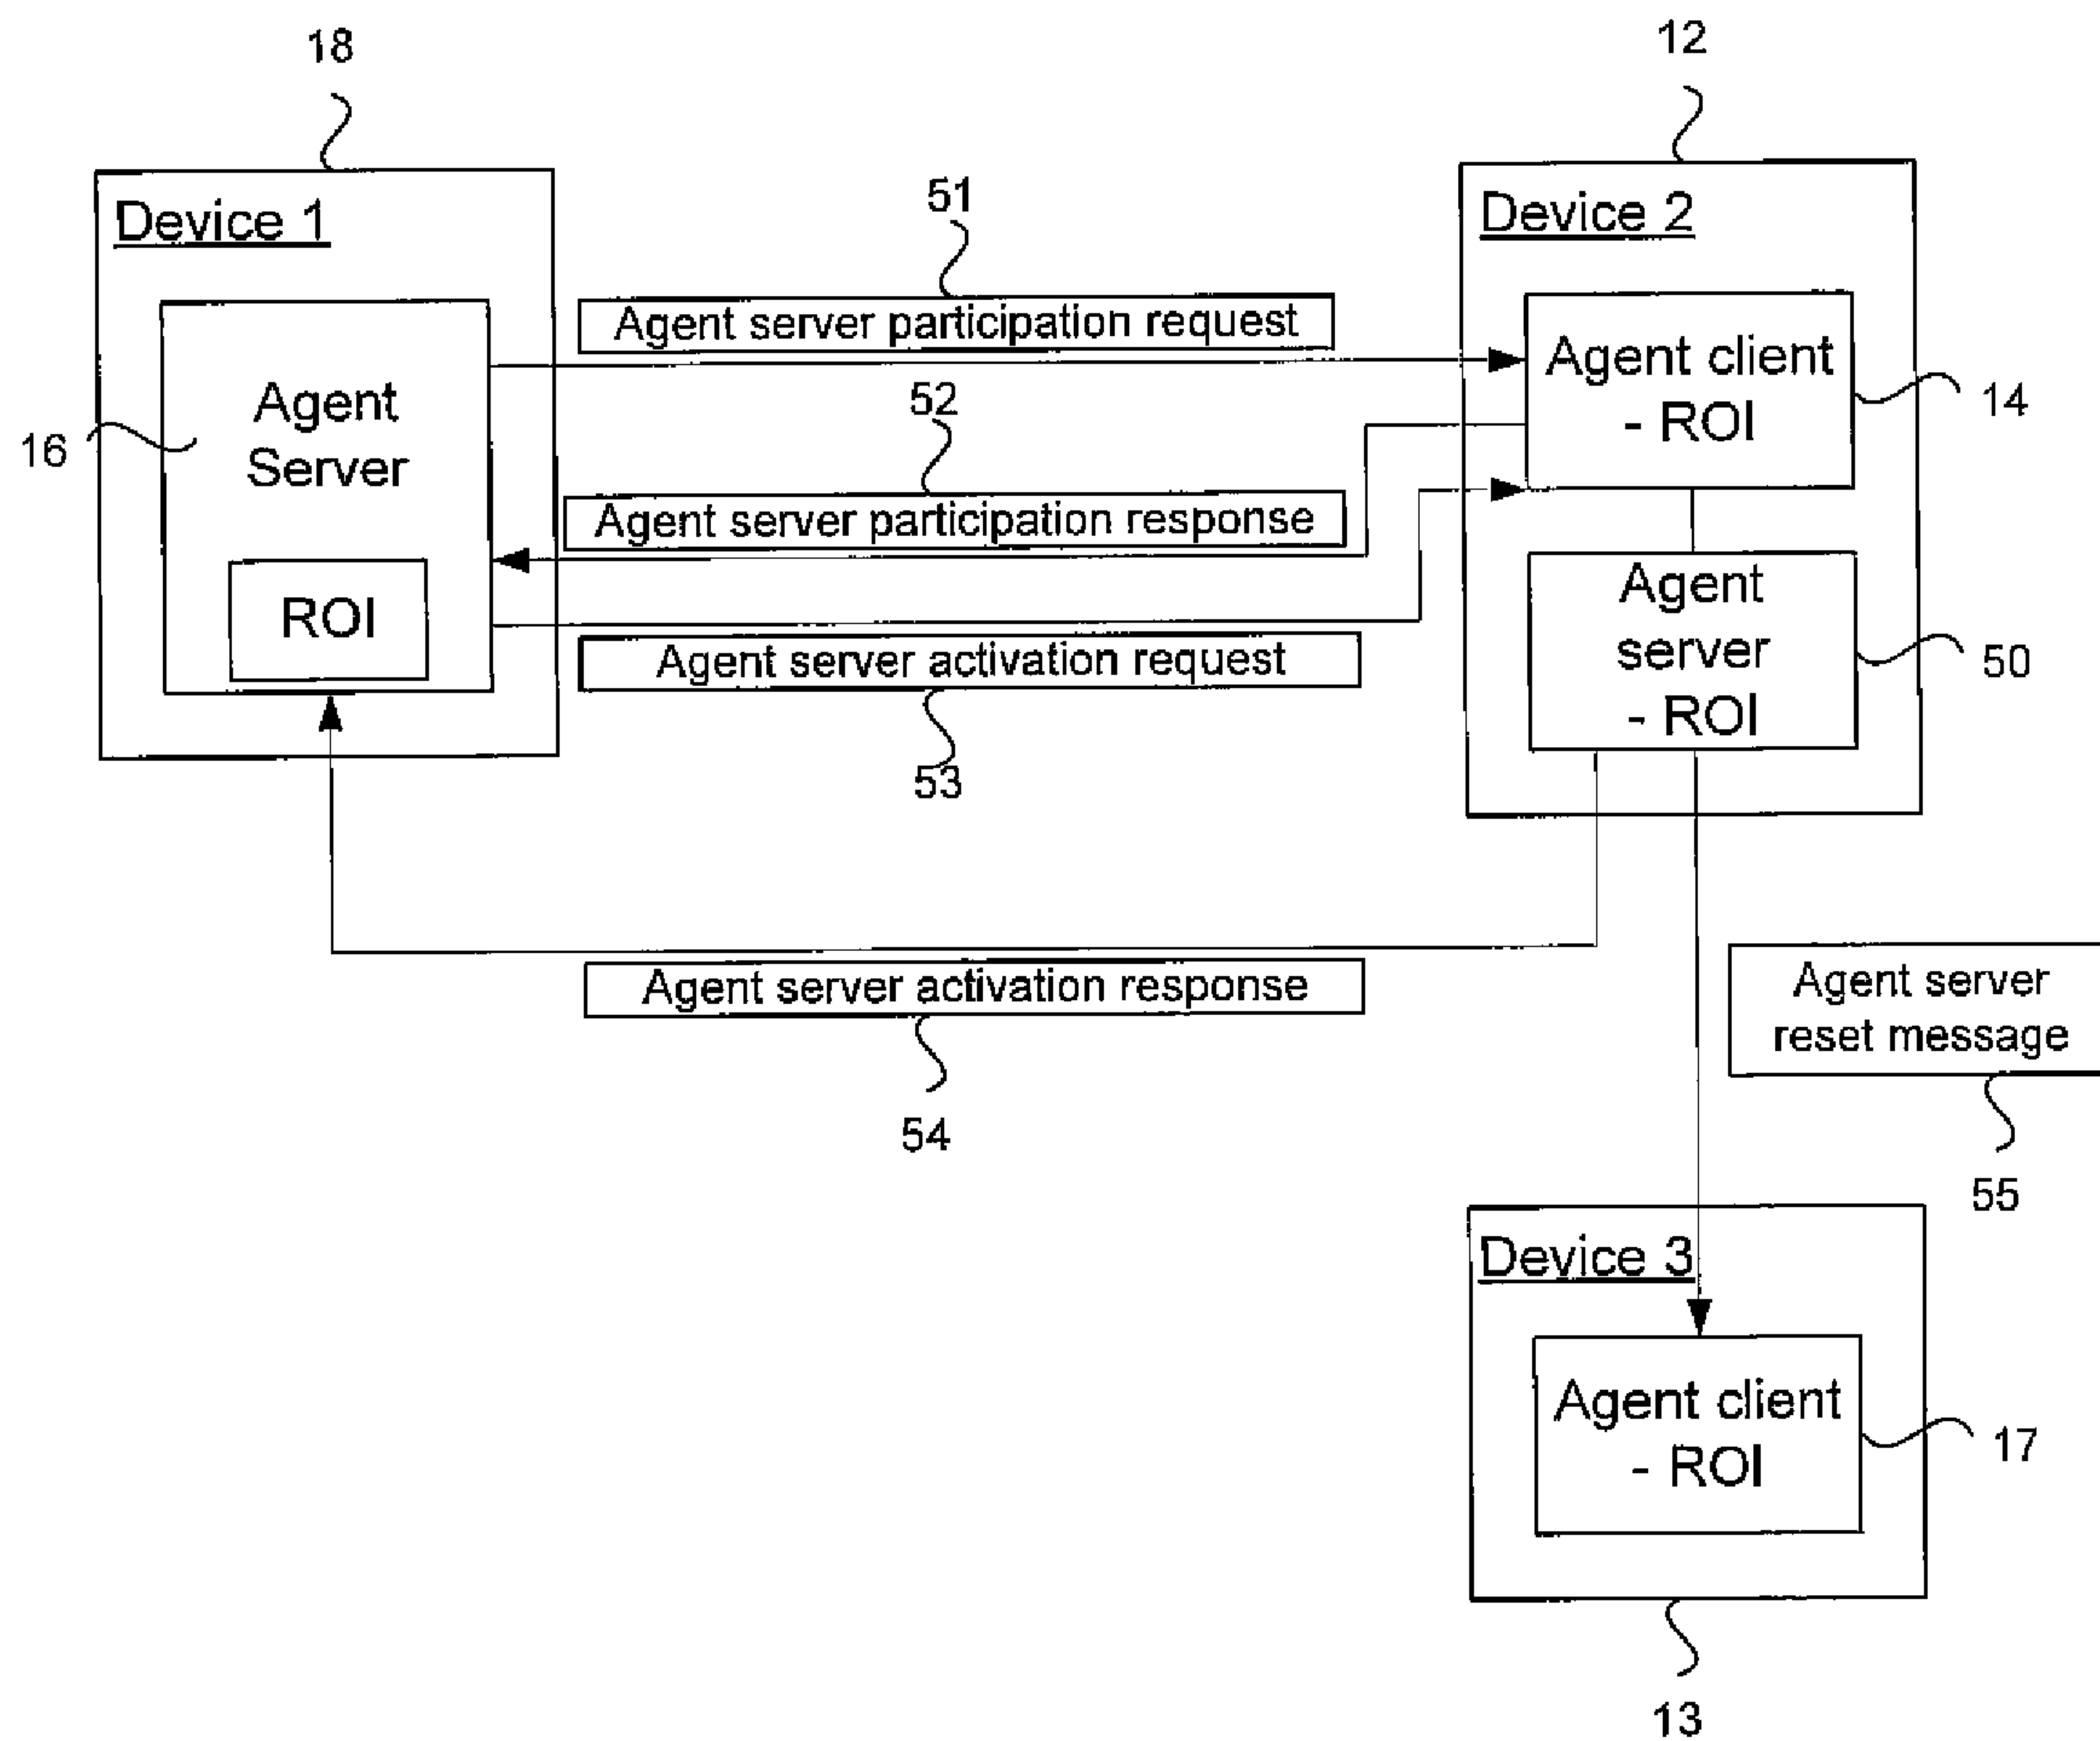 18
12
Device 1
51
Device 2
Agent server participation request
Agent client
- ROI
14
52
16
Agent
Server
Agent server participation response
ROI
Agent
server
- ROI
50
Agent server activation request
53
Agent server activation response
54
Agent server
reset message
55
Device 3
Agent client
- ROI
17
13